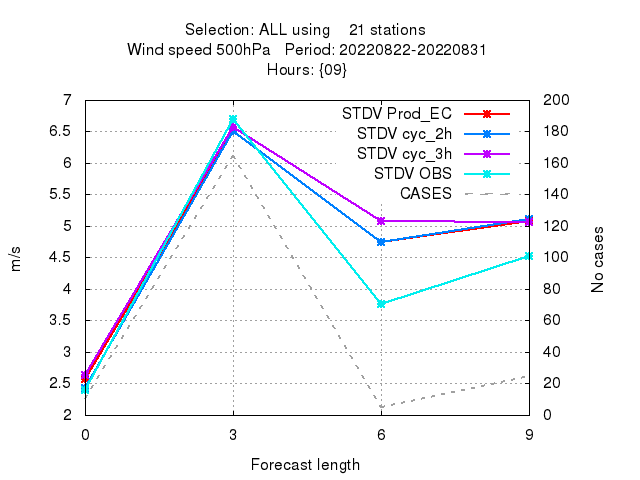 Selection: ALL using    21 stations
Wind speed 500hPa   Period: 20220822-20220831
Hours: {09}
7
6.5
6
5.5
5
4.5
4
3.5
3
2.5
2
m/s
STDV Prod_EC
STDV cyc_2h
STDV cyc_3h
STDV OBS
CASES
200
180
160
140
120
100
80
60
40
20
0
No cases
0 3 6 9
Forecast length